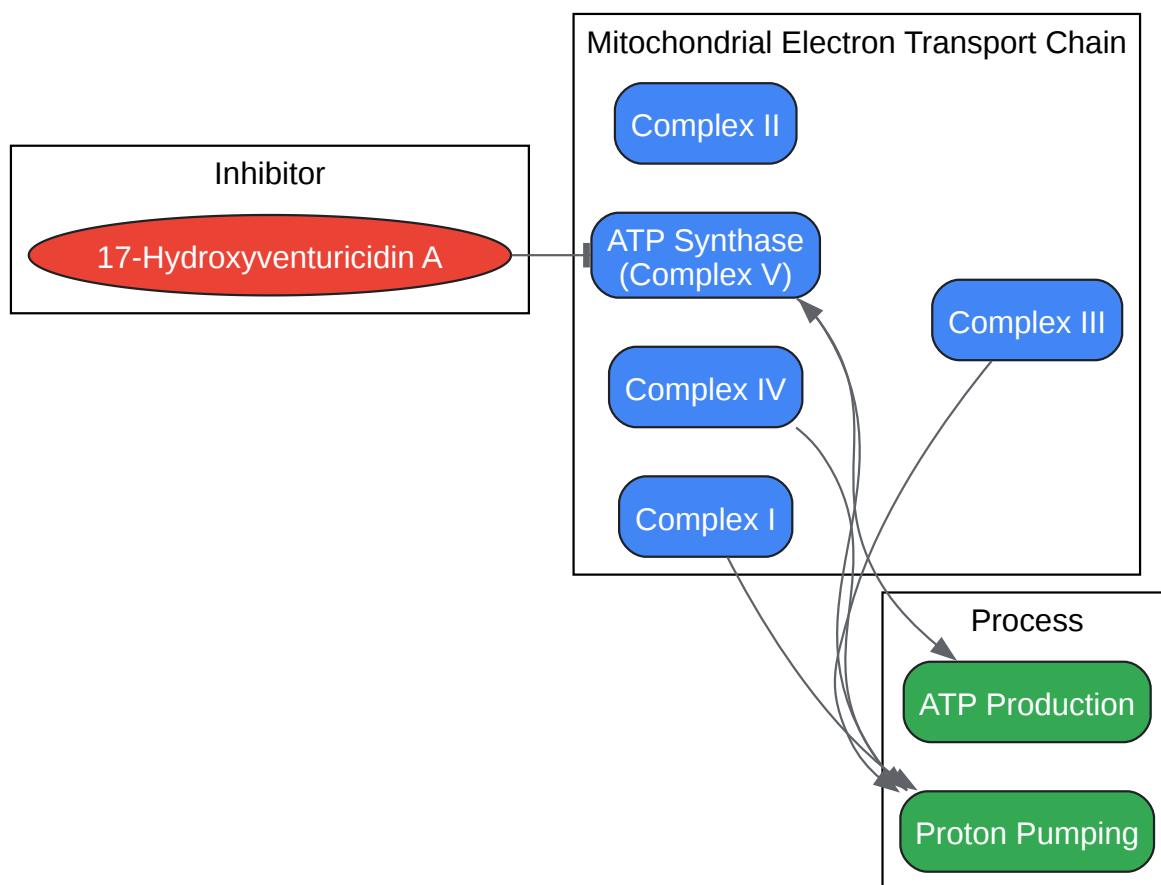 Mitochondrial Electron Transport Chain
Complex II
Inhibitor
17-Hydroxyventuricidin A
ATP Synthase
(Complex V)
Complex III
Complex IV
Complex I
Process
ATP Production
Proton Pumping